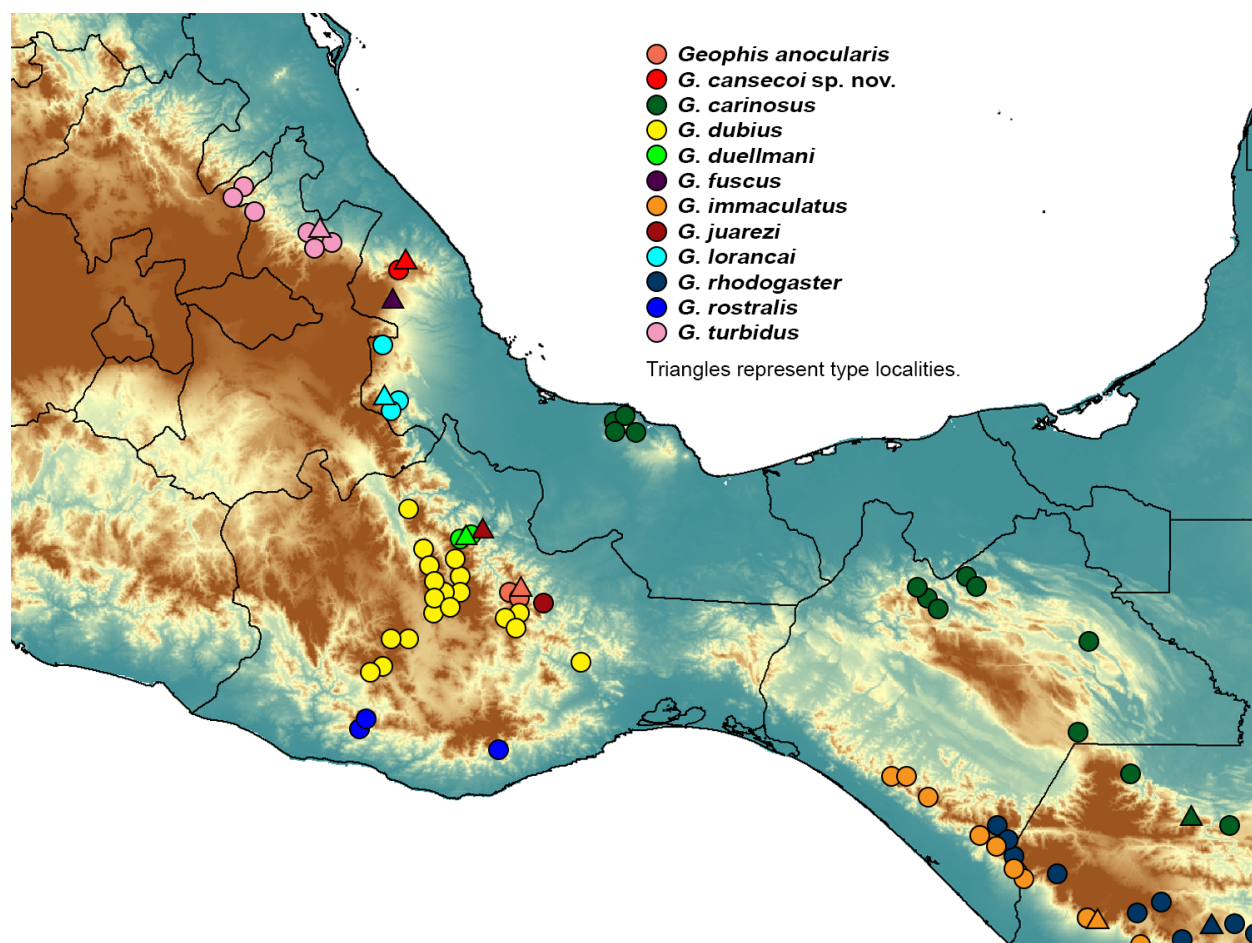 Geophis anocularis
G. cansecoi sp. nov.
G. carinosus
G. dubius
G. duellmani
G. fuscus
G. immaculatus
G. juarezi
G. lorancai
G. rhodogaster
G. rostralis
G. turbidus
Triangles represent type localities.